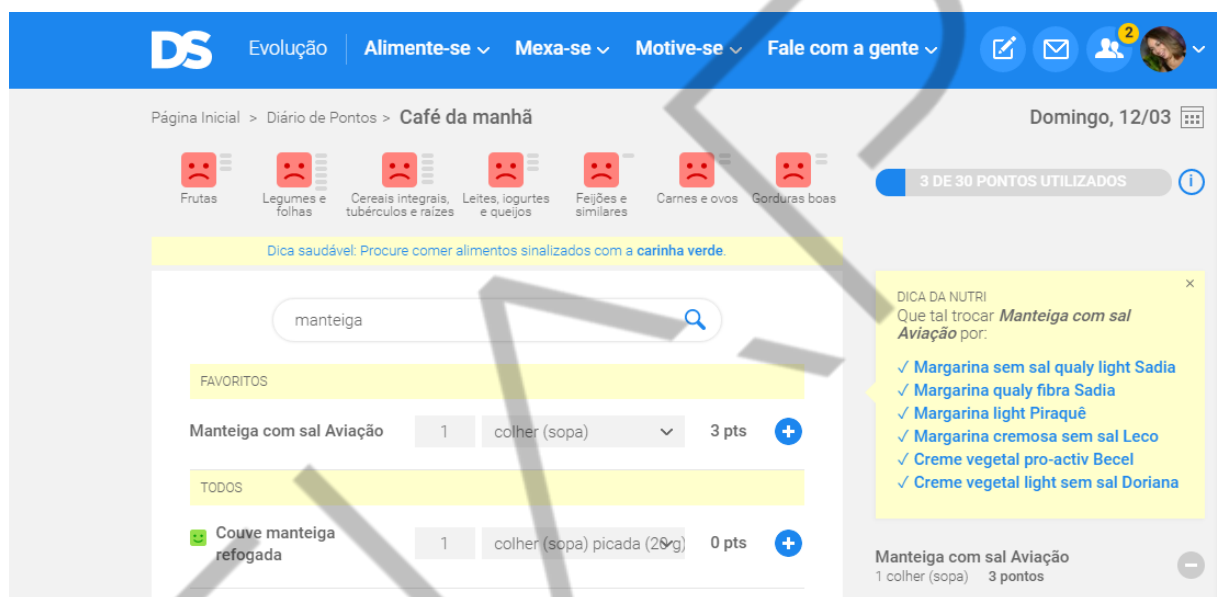 DS Evolução Alimente-se Mexa-se Motive-se Fale com a gente 2
Página Inicial > Diário de Pontos > Café da manhã
Domingo, 12/03
Frutas
Legumes e
folhas
Cereais integrais,
tubérculos e raízes
Leites, iogurtes
e queijos
Feijões e
similares
Carnes e ovos
Gorduras boas
3 DE 30 PONTOS UTILIZADOS
Dica saudável: Procure comer alimentos sinalizados com a carinha verde.
manteiga
FAVORITOS
Manteiga com sal Aviação 1 colher (sopa) 3 pts
TODOS
Couve manteiga
refogada
1 colher (sopa) picada (20 g) 0 pts
DICA DA NUTRI
Que tal trocar Manteiga com sal
Aviação por:
✓ Margarina sem sal qualy light Sadia
✓ Margarina qualy fibra Sadia
✓ Margarina light Piraquê
✓ Margarina cremosa sem sal Leco
✓ Creme vegetal pro-activ Becel
✓ Creme vegetal light sem sal Doriana
Manteiga com sal Aviação
1 colher (sopa) 3 pontos